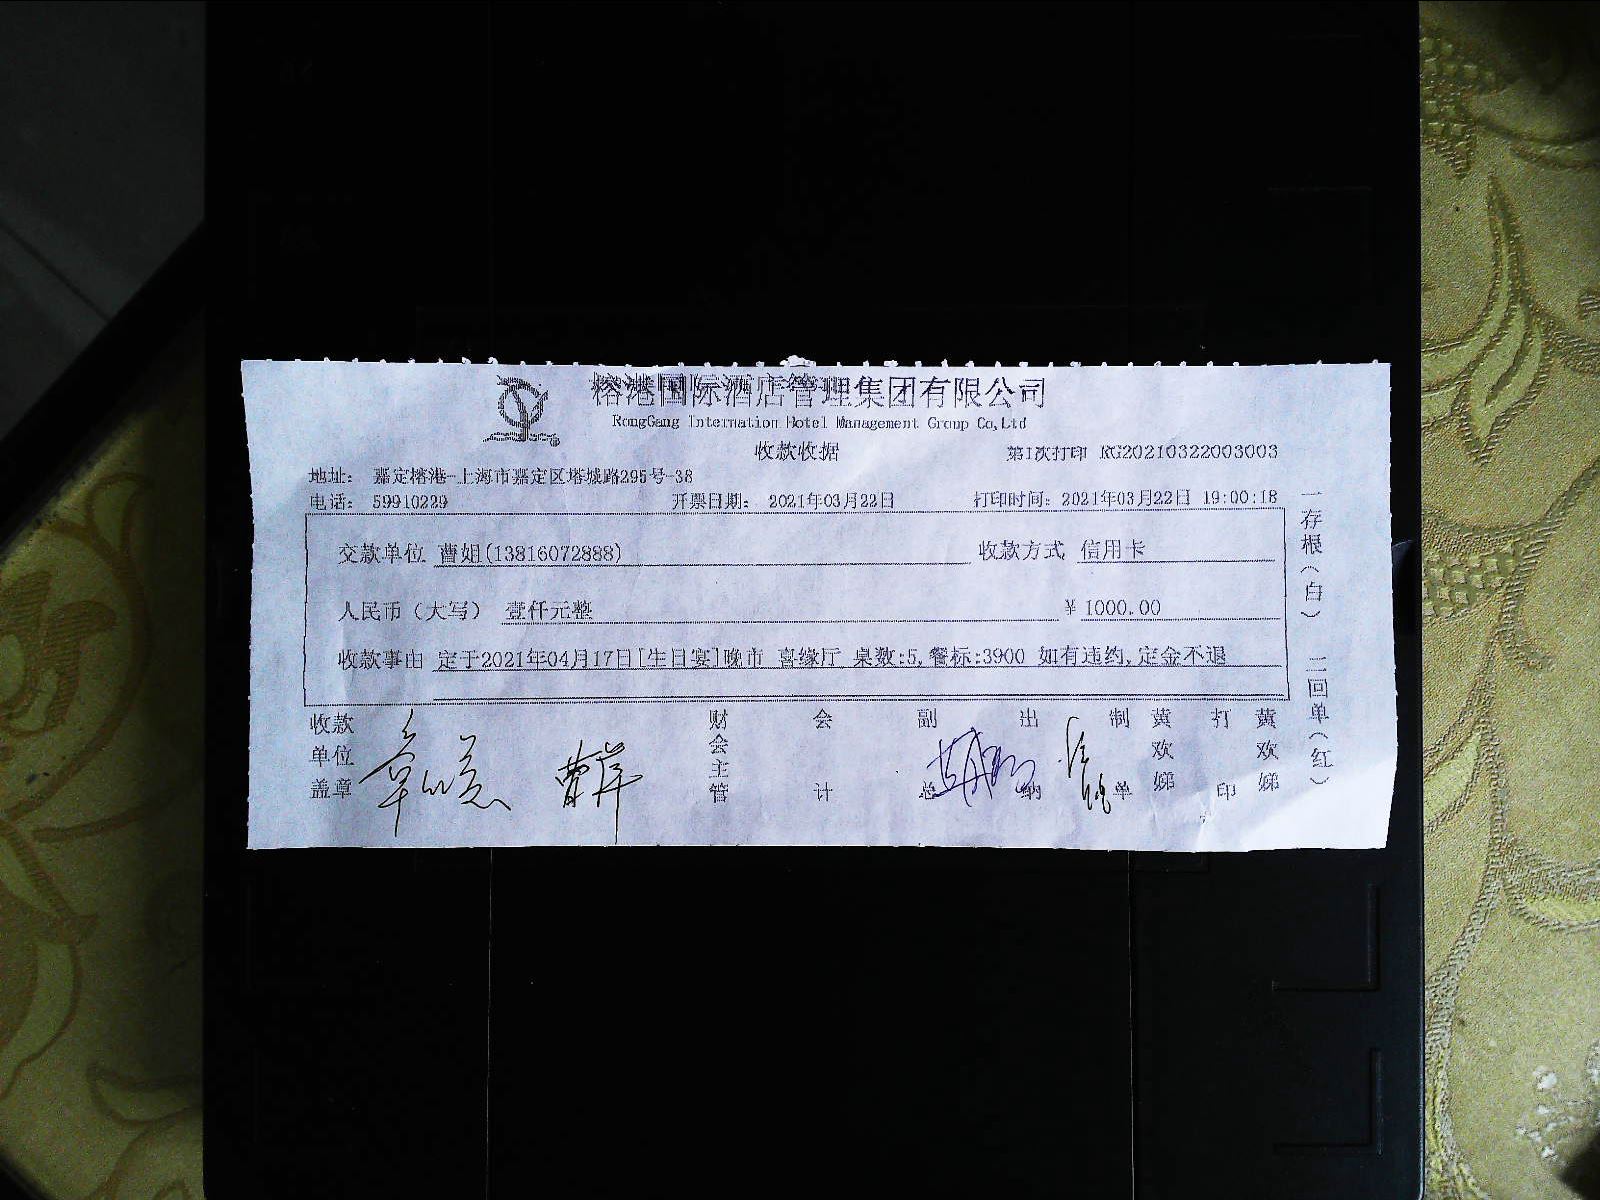 榕港国际酒店管理集团有限公司
RongGang Internation Hotel Management Group Co,Ltd
收款收据
第1次打印 RG20210322003003
地址： 嘉定榕港-上海市嘉定区塔城路295号-38
电话： 59910229 开票日期： 2021年03月22日 打印时间： 2021年03月22日 19:00:18
交款单位 曹姐(13816072888) 收款方式 信用卡
人民币（大写） 壹仟元整 ￥ 1000.00
收款事由 定于2021年04月17日[生日宴]晚市 喜缘厅 桌数:5,餐标:3900 如有违约,定金不退
收款单位盖章 财会主管 会计 副总 出纳 制单 黄欢娣 打印 黄欢娣
一存根（白） 二回单（红）